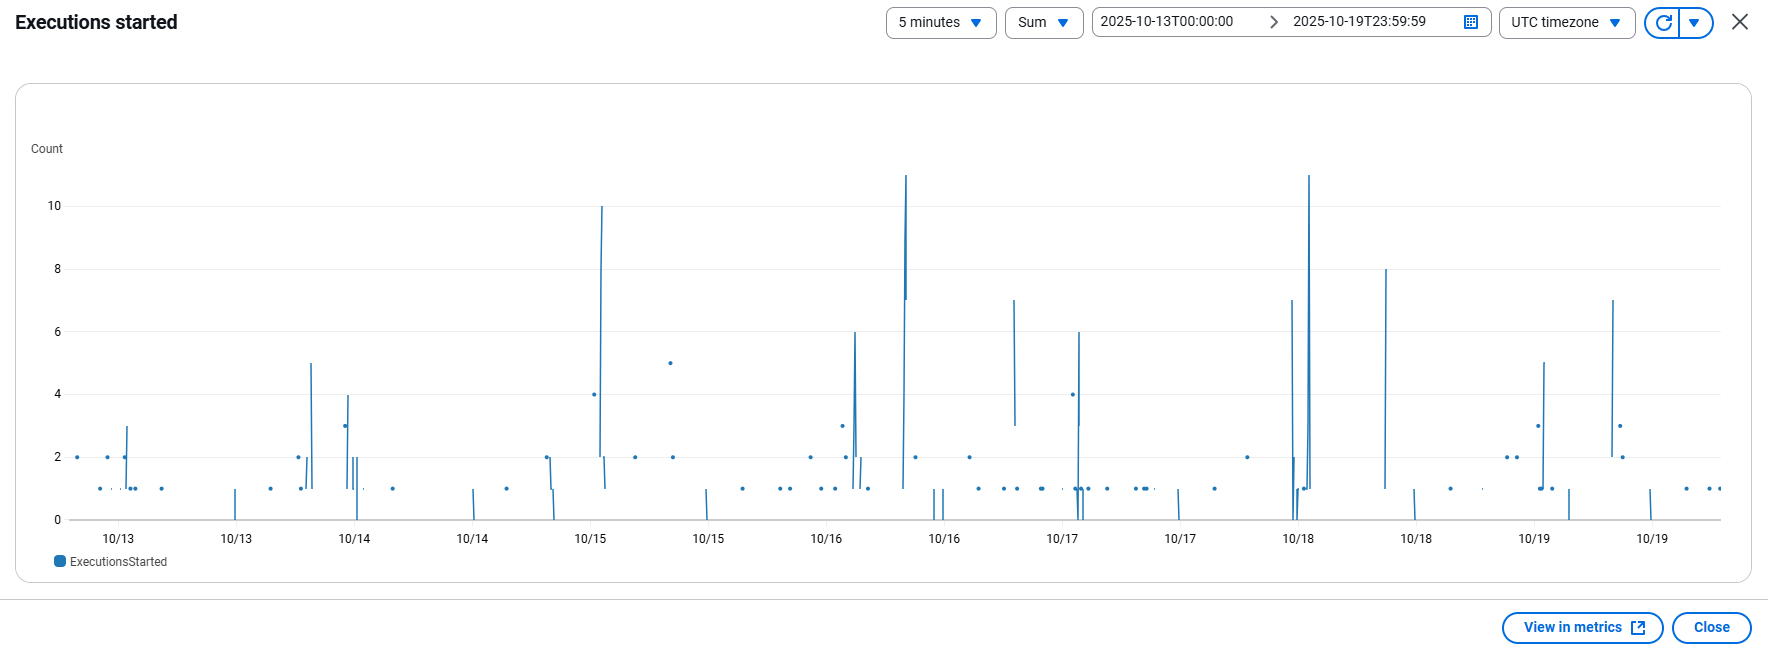 Executions started
5 minutes
Sum
2025-10-13T00:00:00
2025-10-19T23:59:59
UTC timezone
Count
10
8
6
4
2
0
10/13
10/13
10/14
10/14
10/15
10/15
10/16
10/16
10/17
10/17
10/18
10/18
10/19
10/19
ExecutionsStarted
View in metrics
Close